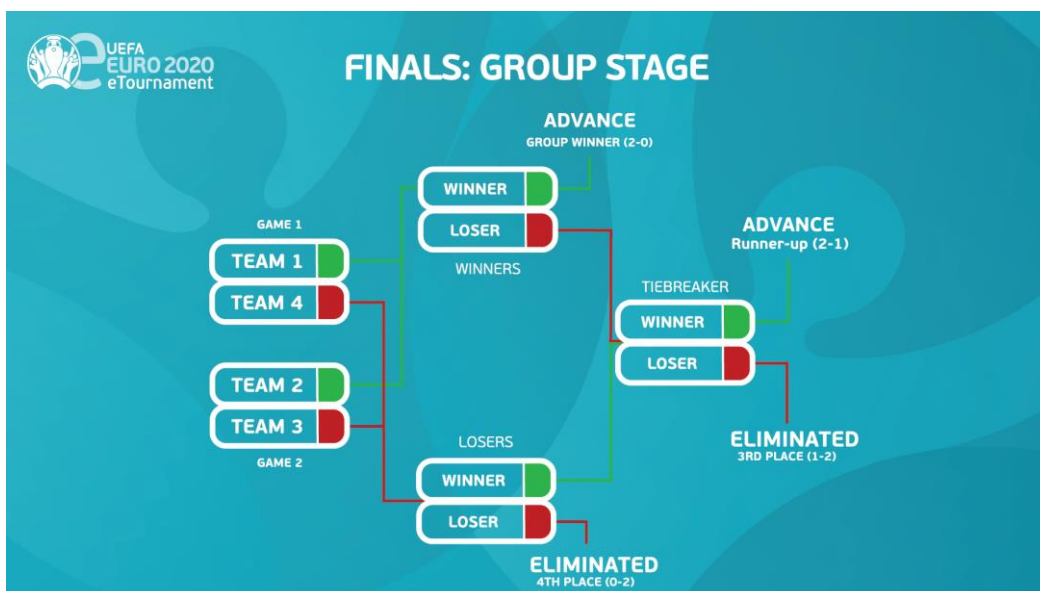 UEFA
EURO 2020
eTournament
FINALS: GROUP STAGE
ADVANCE
GROUP WINNER (2-0)
WINNER
LOSER
WINNERS
GAME 1
TEAM 1
TEAM 4
TEAM 2
TEAM 3
GAME 2
LOSERS
WINNER
LOSER
ELIMINATED
4TH PLACE (0-2)
ADVANCE
Runner-up (2-1)
TIEBREAKER
WINNER
LOSER
ELIMINATED
3RD PLACE (1-2)